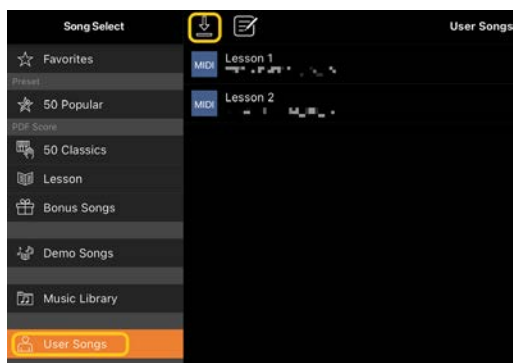 Song Select
User Songs
Favorites
Preset
50 Popular
PDF Score
50 Classics
Lesson
Bonus Songs
Demo Songs
Music Library
User Songs
MIDI
Lesson 1
MIDI
Lesson 2